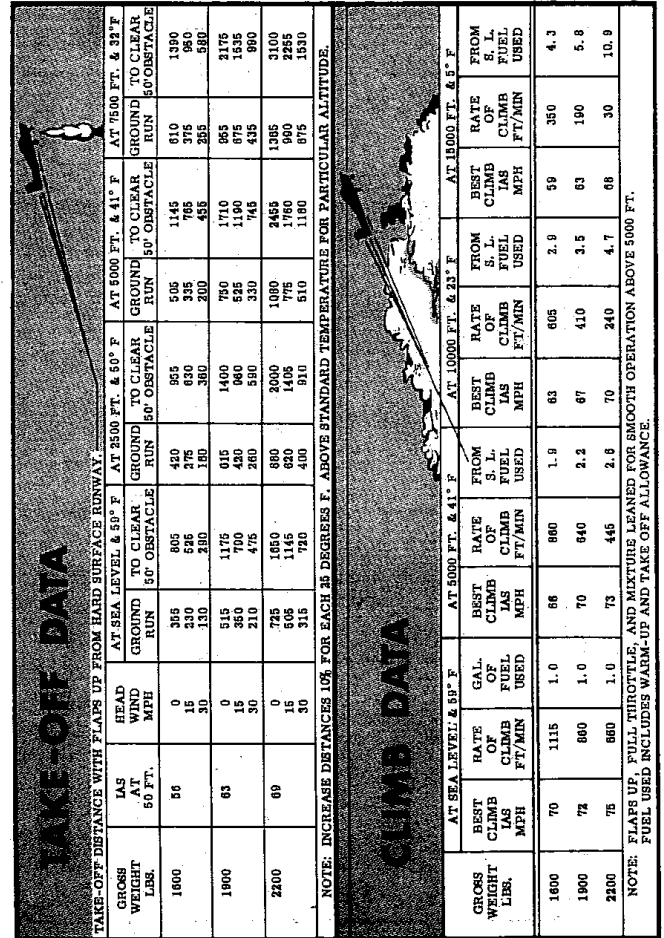 TAKE-OFF DATA
TAKE-OFF DISTANCE WITH FLAPS UP FROM HARD SURFACE RUNWAY.
GROSS WEIGHT LBS. IAS AT 50 FT. HEAD WIND MPH AT SEA LEVEL & 59° F AT 2500 FT. & 50° F AT 5000 FT. & 41° F AT 7500 FT. & 32° F
GROUND RUN TO CLEAR 50' OBSTACLE GROUND RUN TO CLEAR 50' OBSTACLE GROUND RUN TO CLEAR 50' OBSTACLE GROUND RUN TO CLEAR 50' OBSTACLE
1600 56 0 355 805 420 955 505 1145 610 1390
15 230 525 275 630 335 765 375 950
30 130 290 160 360 200 455 255 580
1900 63 0 515 1175 615 1400 750 1710 955 2175
15 350 700 420 960 525 1190 675 1535
30 210 475 260 590 330 745 435 990
2200 69 0 725 1650 880 2000 1080 2455 1365 3100
15 505 1145 620 1405 775 1760 990 2255
30 315 720 400 910 510 1180 675 1530
NOTE: INCREASE DISTANCES 10% FOR EACH 25 DEGREES F. ABOVE STANDARD TEMPERATURE FOR PARTICULAR ALTITUDE.
CLIMB DATA
GROSS WEIGHT LBS. AT SEA LEVEL & 59° F AT 5000 FT. & 41° F AT 10000 FT. & 23° F AT 15000 FT. & 5° F
BEST CLIMB IAS MPH RATE OF CLIMB FT/MIN GAL. OF FUEL USED BEST CLIMB IAS MPH RATE OF CLIMB FT/MIN FROM S. L. FUEL USED BEST CLIMB IAS MPH RATE OF CLIMB FT/MIN FROM S. L. FUEL USED BEST CLIMB IAS MPH RATE OF CLIMB FT/MIN FROM S. L. FUEL USED
1600 70 1115 1.0 66 860 1.9 63 605 2.9 59 350 4.3
1900 72 860 1.0 70 640 2.2 67 410 3.5 63 190 5.8
2200 75 660 1.0 73 445 2.6 70 240 4.7 68 30 10.9
NOTE: FLAPS UP, FULL THROTTLE, AND MIXTURE LEANED FOR SMOOTH OPERATION ABOVE 5000 FT.
FUEL USED INCLUDES WARM-UP AND TAKE OFF ALLOWANCE.